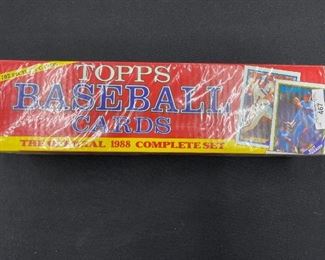 TOPPS
BASEBALL
CARDS
THE OFFICIAL 1988 COMPLETE SET
467